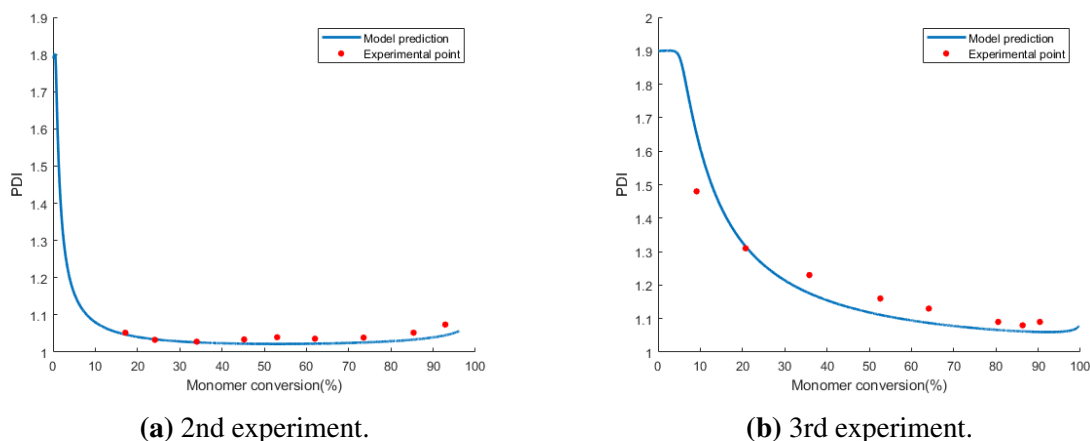 1.9
1.8
1.7
1.6
1.5
1.4
1.3
1.2
1.1
1
PDI
0 10 20 30 40 50 60 70 80 90 100
Monomer conversion(%)
Model prediction
Experimental point
(a) 2nd experiment.
2
1.9
1.8
1.7
1.6
1.5
1.4
1.3
1.2
1.1
1
PDI
0 10 20 30 40 50 60 70 80 90 100
Monomer conversion(%)
Model prediction
Experimental point
(b) 3rd experiment.